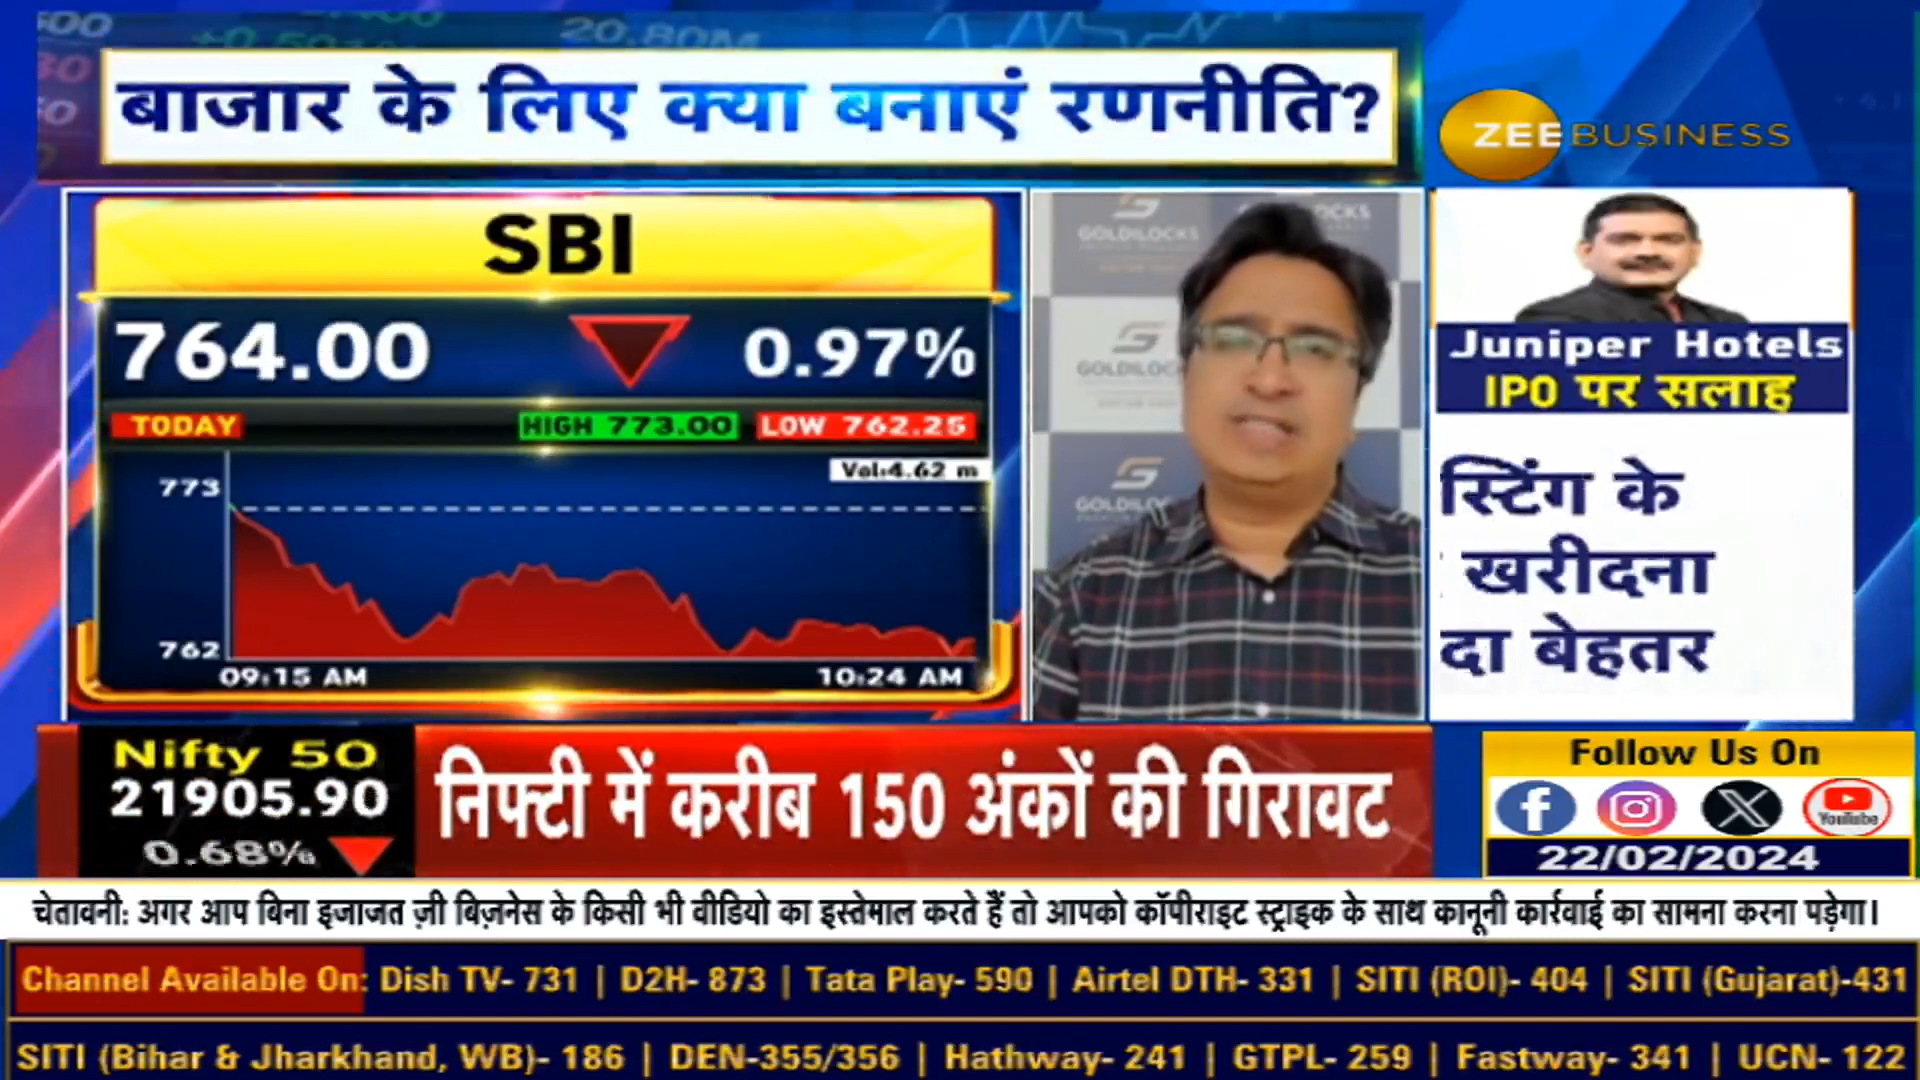 बाजार के लिए क्या बनाएं रणनीति?
ZEE BUSINESS
SBI
764.00 0.97%
TODAY HIGH 773.00 LOW 762.25
Vol:4.62 m
773
762
09:15 AM 10:24 AM
GOLDILOCKS
GOLDILOC
GOLDILOC
Juniper Hotels
IPO पर सलाह
स्टिंग के
खरीदना
दा बेहतर
Nifty 50
21905.90
0.68%
निफ्टी में करीब 150 अंकों की गिरावट
Follow Us On
YouTube
22/02/2024
चेतावनी: अगर आप बिना इजाजत ज़ी बिज़नेस के किसी भी वीडियो का इस्तेमाल करते हैं तो आपको कॉपीराइट स्ट्राइक के साथ कानूनी कार्रवाई का सामना करना पड़ेगा।
Channel Available On: Dish TV- 731 | D2H- 873 | Tata Play- 590 | Airtel DTH- 331 | SITI (ROI)- 404 | SITI (Gujarat)-431
SITI (Bihar & Jharkhand, WB)- 186 | DEN-355/356 | Hathway- 241 | GTPL- 259 | Fastway- 341 | UCN- 122